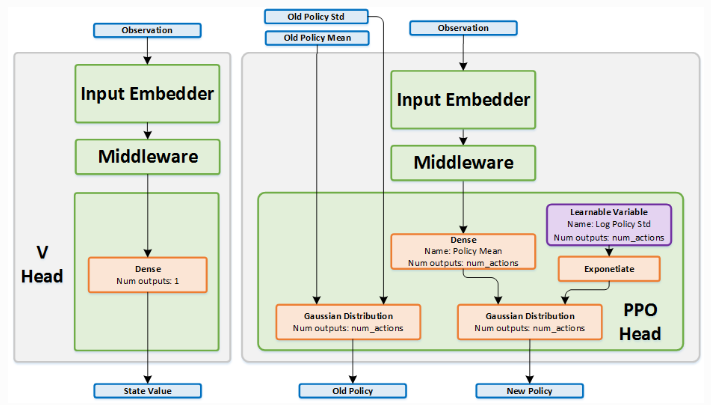 Observation
Input Embedder
Middleware
V
Head
Dense
Num outputs: 1
State Value
Old Policy Std
Old Policy Mean
Observation
Input Embedder
Middleware
Learnable Variable
Name: Log Policy Std
Num outputs: num_actions
Dense
Name: Policy Mean
Num outputs: num_actions
Exponetiate
Gaussian Distribution
Num outputs: num_actions
Gaussian Distribution
Num outputs: num_actions
PPO
Head
Old Policy
New Policy